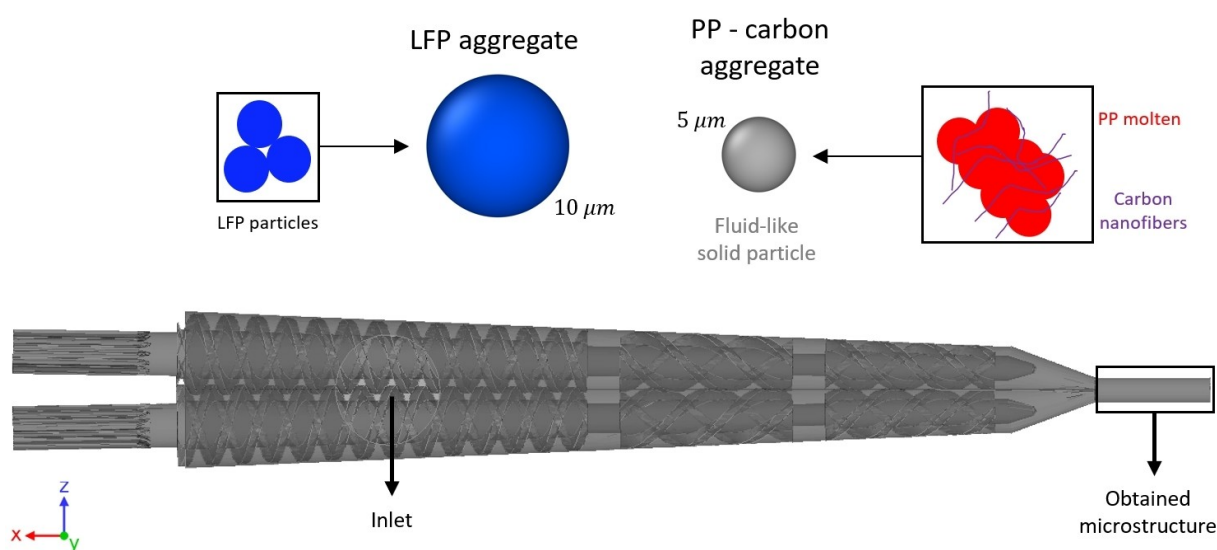 LFP aggregate
PP - carbon
aggregate
5 μm
PP molten
10 μm
LFP particles
Fluid-like
solid particle
Carbon
nanofibers
Inlet
Obtained
microstructure
z
x
y